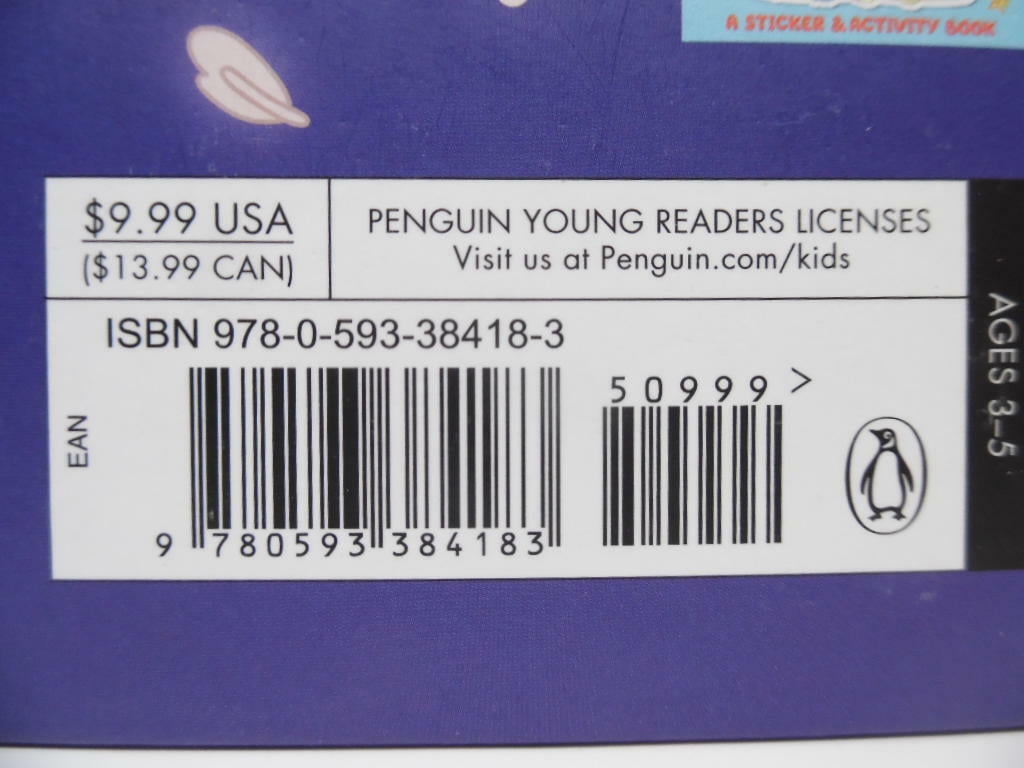 A STICKER & ACTIVITY BOOK
$9.99 USA
($13.99 CAN)
PENGUIN YOUNG READERS LICENSES
Visit us at Penguin.com/kids
ISBN 978-0-593-38418-3
EAN
50999>
9 780593 384183
AGES 3–5